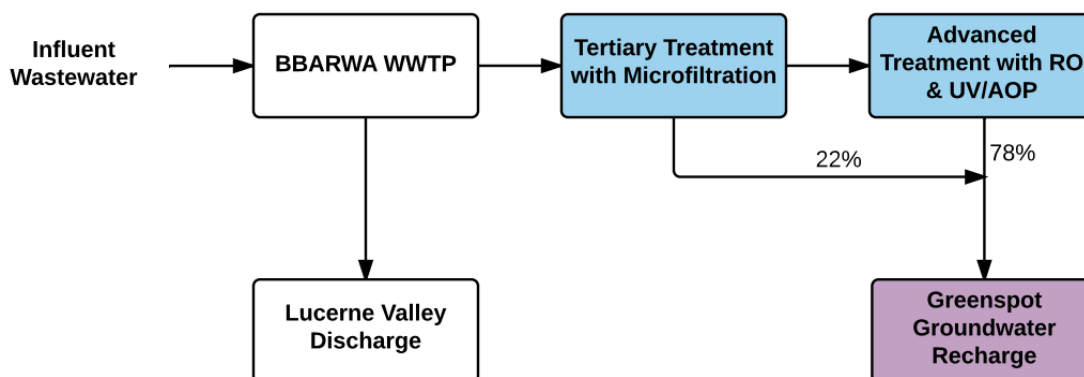 Influent
Wastewater
BBARWA WWTP
Tertiary Treatment
with Microfiltration
Advanced
Treatment with RO
& UV/AOP
22%
78%
Lucerne Valley
Discharge
Greenspot
Groundwater
Recharge